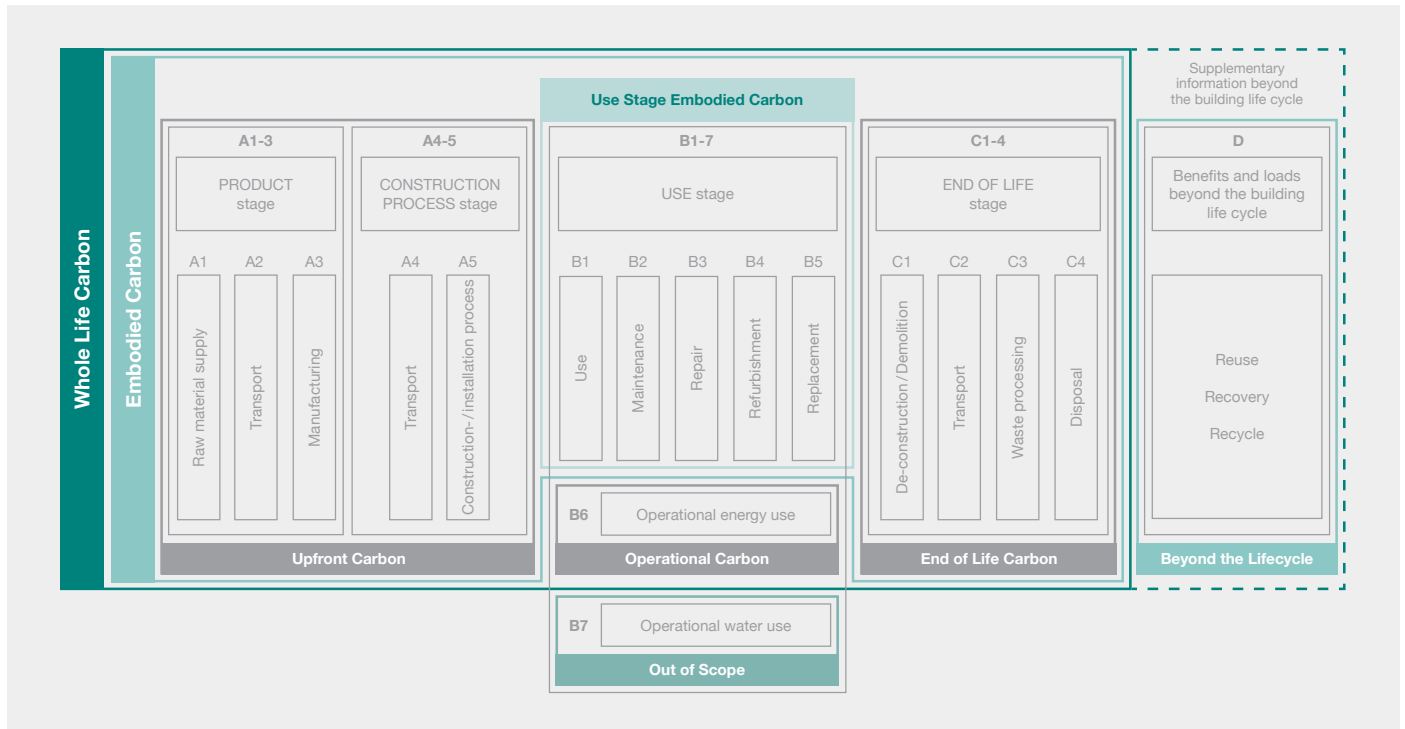 Whole Life Carbon
Embodied Carbon
Supplementary
information beyond
the building life cycle
Use Stage Embodied Carbon
A1-3
PRODUCT
stage
A1
Raw material supply
A2
Transport
A3
Manufacturing
A4-5
CONSTRUCTION
PROCESS stage
A4
Transport
A5
Construction-/installation process
Upfront Carbon
B1-7
USE stage
B1
Use
B2
Maintenance
B3
Repair
B4
Refurbishment
B5
Replacement
B6
Operational energy use
Operational Carbon
B7
Operational water use
Out of Scope
C1-4
END OF LIFE
stage
C1
De-construction/Demolition
C2
Transport
C3
Waste processing
C4
Disposal
End of Life Carbon
D
Benefits and loads
beyond the building
life cycle
Reuse
Recovery
Recycle
Beyond the Lifecycle